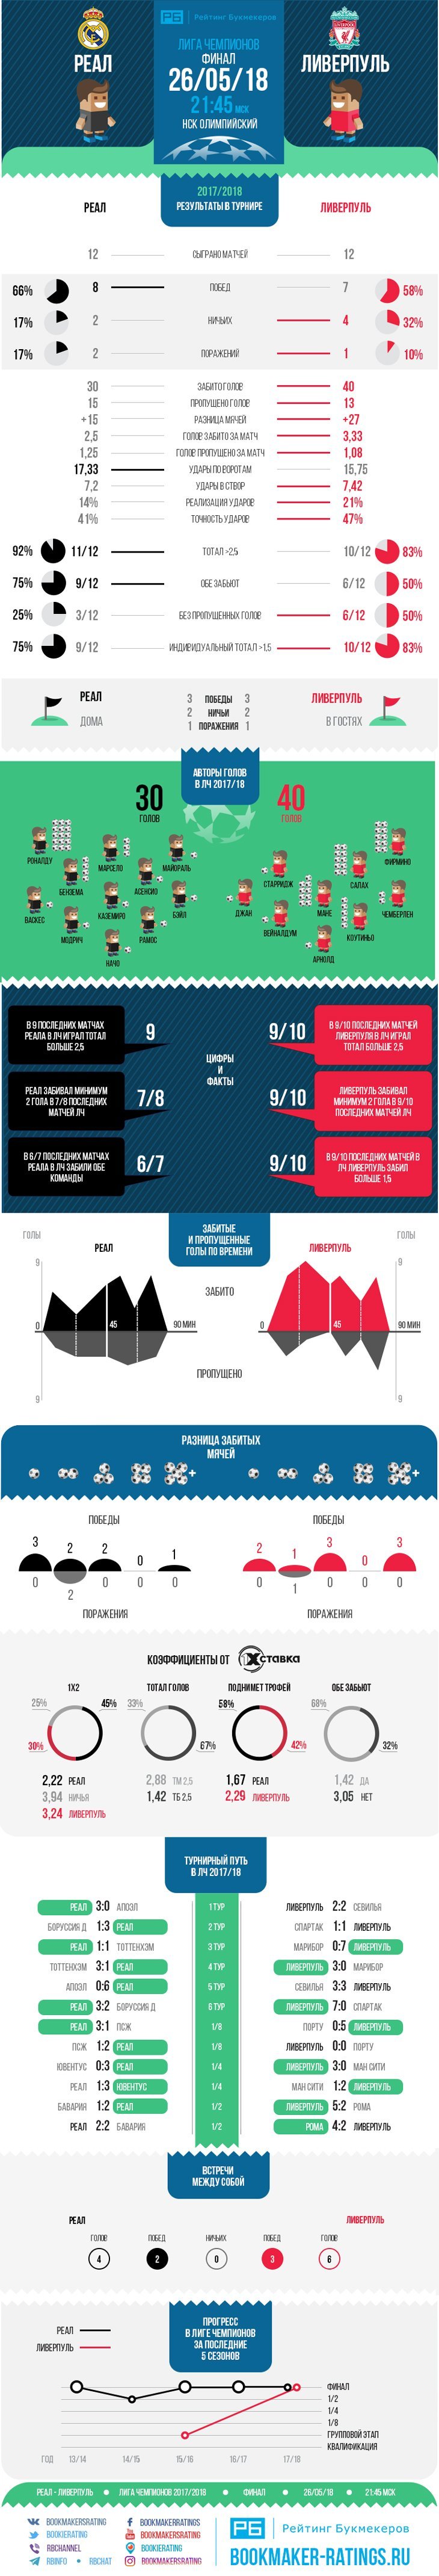 РБ Рейтинг Букмекеров
ЛИГА ЧЕМПИОНОВ
ФИНАЛ
26/05/18
21:45 МСК
НСК ОЛИМПИЙСКИЙ
РЕАЛ
ЛИВЕРПУЛЬ
2017/2018
РЕЗУЛЬТАТЫ В ТУРНИРЕ
РЕАЛ ЛИВЕРПУЛЬ
12 СЫГРАНО МАТЧЕЙ 12
66% 8 ПОБЕД 7 58%
17% 2 НИЧЬИХ 4 32%
17% 2 ПОРАЖЕНИЙ 1 10%
30 ЗАБИТО ГОЛОВ 40
15 ПРОПУЩЕНО ГОЛОВ 13
+15 РАЗНИЦА МЯЧЕЙ +27
2,5 ГОЛОВ ЗАБИТО ЗА МАТЧ 3,33
1,25 ГОЛОВ ПРОПУЩЕНО ЗА МАТЧ 1,08
17,33 УДАРЫ ПО ВОРОТАМ 15,75
7,2 УДАРЫ В СТВОР 7,42
14% РЕАЛИЗАЦИЯ УДАРОВ 21%
41% ТОЧНОСТЬ УДАРОВ 47%
92% 11/12 ТОТАЛ >2,5 10/12 83%
75% 9/12 ОБЕ ЗАБЬЮТ 6/12 50%
25% 3/12 БЕЗ ПРОПУЩЕННЫХ ГОЛОВ 6/12 50%
75% 9/12 ИНДИВИДУАЛЬНЫЙ ТОТАЛ >1,5 10/12 83%
РЕАЛ 3 ПОБЕДЫ 3 ЛИВЕРПУЛЬ
2 НИЧЬИ 2
ДОМА 1 ПОРАЖЕНИЯ 1 В ГОСТЯХ
АВТОРЫ ГОЛОВ
В ЛЧ 2017/18
30 40
ГОЛОВ ГОЛОВ
РОНАЛДУ
МАРСЕЛО
МАЙОРАЛЬ
БЕНЗЕМА
АСЕНСИО
ВАСКЕС
КАЗЕМИРО
БЭЙЛ
МОДРИЧ
РАМОС
НАЧО
ФИРМИНО
СТАРРИДЖ
САЛАХ
ДЖАН
МАНЕ
ЧЕМБЕРЛЕН
ВЕЙНАЛДУМ
КОУТИНЬО
АРНОЛД
ЦИФРЫ
И
ФАКТЫ
В 9 ПОСЛЕДНИХ МАТЧАХ
РЕАЛА В ЛЧ ИГРАЛ ТОТАЛ
БОЛЬШЕ 2,5
9
9/10
В 9/10 ПОСЛЕДНИХ МАТЧЕЙ
ЛИВЕРПУЛЯ В ЛЧ ИГРАЛ
ТОТАЛ БОЛЬШЕ 2,5
РЕАЛ ЗАБИВАЛ МИНИМУМ
2 ГОЛА В 7/8 ПОСЛЕДНИХ
МАТЧЕЙ ЛЧ
7/8
9/10
ЛИВЕРПУЛЬ ЗАБИВАЛ
МИНИМУМ 2 ГОЛА В 9/10
ПОСЛЕДНИХ МАТЧЕЙ ЛЧ
В 6/7 ПОСЛЕДНИХ МАТЧАХ
РЕАЛА В ЛЧ ЗАБИЛИ ОБЕ
КОМАНДЫ
6/7
9/10
В 9/10 ПОСЛЕДНИХ МАТЧЕЙ В
ЛЧ ЛИВЕРПУЛЬ ЗАБИЛ
БОЛЬШЕ 1,5
ЗАБИТЫЕ
И ПРОПУЩЕННЫЕ
ГОЛЫ ПО ВРЕМЕНИ
ГОЛЫ ГОЛЫ
РЕАЛ ЛИВЕРПУЛЬ
9 9
ЗАБИТО
0 45 90 МИН 0 45 90 МИН
ПРОПУЩЕНО
9 9
РАЗНИЦА ЗАБИТЫХ
МЯЧЕЙ
+ +
ПОБЕДЫ ПОБЕДЫ
3 2 2 0 1 2 1 3 0 3
0 2 0 0 0 0 1 0 0 0
ПОРАЖЕНИЯ ПОРАЖЕНИЯ
КОЭФФИЦИЕНТЫ ОТ 1Хставка
1X2 ТОТАЛ ГОЛОВ ПОДНИМЕТ ТРОФЕЙ ОБЕ ЗАБЬЮТ
25% 45% 33% 58% 68%
30% 67% 42% 32%
2,22 РЕАЛ 2,88 ТМ 2,5 1,67 РЕАЛ 1,42 ДА
3,94 НИЧЬЯ 1,42 ТБ 2,5 2,29 ЛИВЕРПУЛЬ 3,05 НЕТ
3,24 ЛИВЕРПУЛЬ
ТУРНИРНЫЙ ПУТЬ
В ЛЧ 2017/18
РЕАЛ 3:0 АПОЭЛ 1 ТУР ЛИВЕРПУЛЬ 2:2 СЕВИЛЬЯ
БОРУССИЯ Д 1:3 РЕАЛ 2 ТУР СПАРТАК 1:1 ЛИВЕРПУЛЬ
РЕАЛ 1:1 ТОТТЕНХЭМ 3 ТУР МАРИБОР 0:7 ЛИВЕРПУЛЬ
ТОТТЕНХЭМ 3:1 РЕАЛ 4 ТУР ЛИВЕРПУЛЬ 3:0 МАРИБОР
АПОЭЛ 0:6 РЕАЛ 5 ТУР СЕВИЛЬЯ 3:3 ЛИВЕРПУЛЬ
РЕАЛ 3:2 БОРУССИЯ Д 6 ТУР ЛИВЕРПУЛЬ 7:0 СПАРТАК
РЕАЛ 3:1 ПСЖ 1/8 ПОРТУ 0:5 ЛИВЕРПУЛЬ
ПСЖ 1:2 РЕАЛ 1/8 ЛИВЕРПУЛЬ 0:0 ПОРТУ
ЮВЕНТУС 0:3 РЕАЛ 1/4 ЛИВЕРПУЛЬ 3:0 МАН СИТИ
РЕАЛ 1:3 ЮВЕНТУС 1/4 МАН СИТИ 1:2 ЛИВЕРПУЛЬ
БАВАРИЯ 1:2 РЕАЛ 1/2 ЛИВЕРПУЛЬ 5:2 РОМА
РЕАЛ 2:2 БАВАРИЯ 1/2 РОМА 4:2 ЛИВЕРПУЛЬ
ВСТРЕЧИ
МЕЖДУ СОБОЙ
РЕАЛ ЛИВЕРПУЛЬ
ГОЛОВ ПОБЕД НИЧЬИХ ПОБЕД ГОЛОВ
4 2 0 3 6
ПРОГРЕСС
В ЛИГЕ ЧЕМПИОНОВ
ЗА ПОСЛЕДНИЕ
5 СЕЗОНОВ
РЕАЛ
ЛИВЕРПУЛЬ
ФИНАЛ
1/2
1/4
1/8
ГРУППОВОЙ ЭТАП
КВАЛИФИКАЦИЯ
ГОД 13/14 14/15 15/16 16/17 17/18
РЕАЛ - ЛИВЕРПУЛЬ ЛИГА ЧЕМПИОНОВ 2017/2018 ФИНАЛ 26/05/18 21:45 МСК
BOOKMAKERSRATING BOOKMAKERRATINGS
BOOKIERATING BOOKMAKERSRATING
RBCHANNEL BOOKIERATING
RBINFO • RBCHAT BOOKMAKERSRATING
РБ Рейтинг Букмекеров
BOOKMAKER-RATINGS.RU